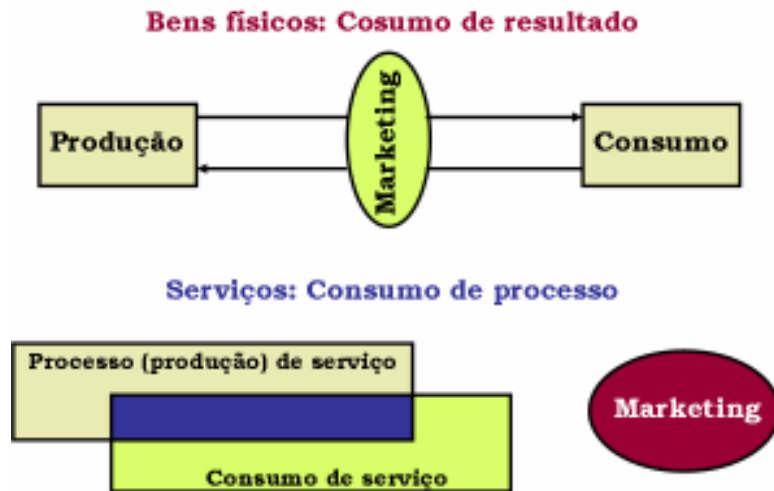 Bens físicos: Cosumo de resultado
Produção
Marketing
Consumo
Serviços: Consumo de processo
Processo (produção) de serviço
Marketing
Consumo de serviço